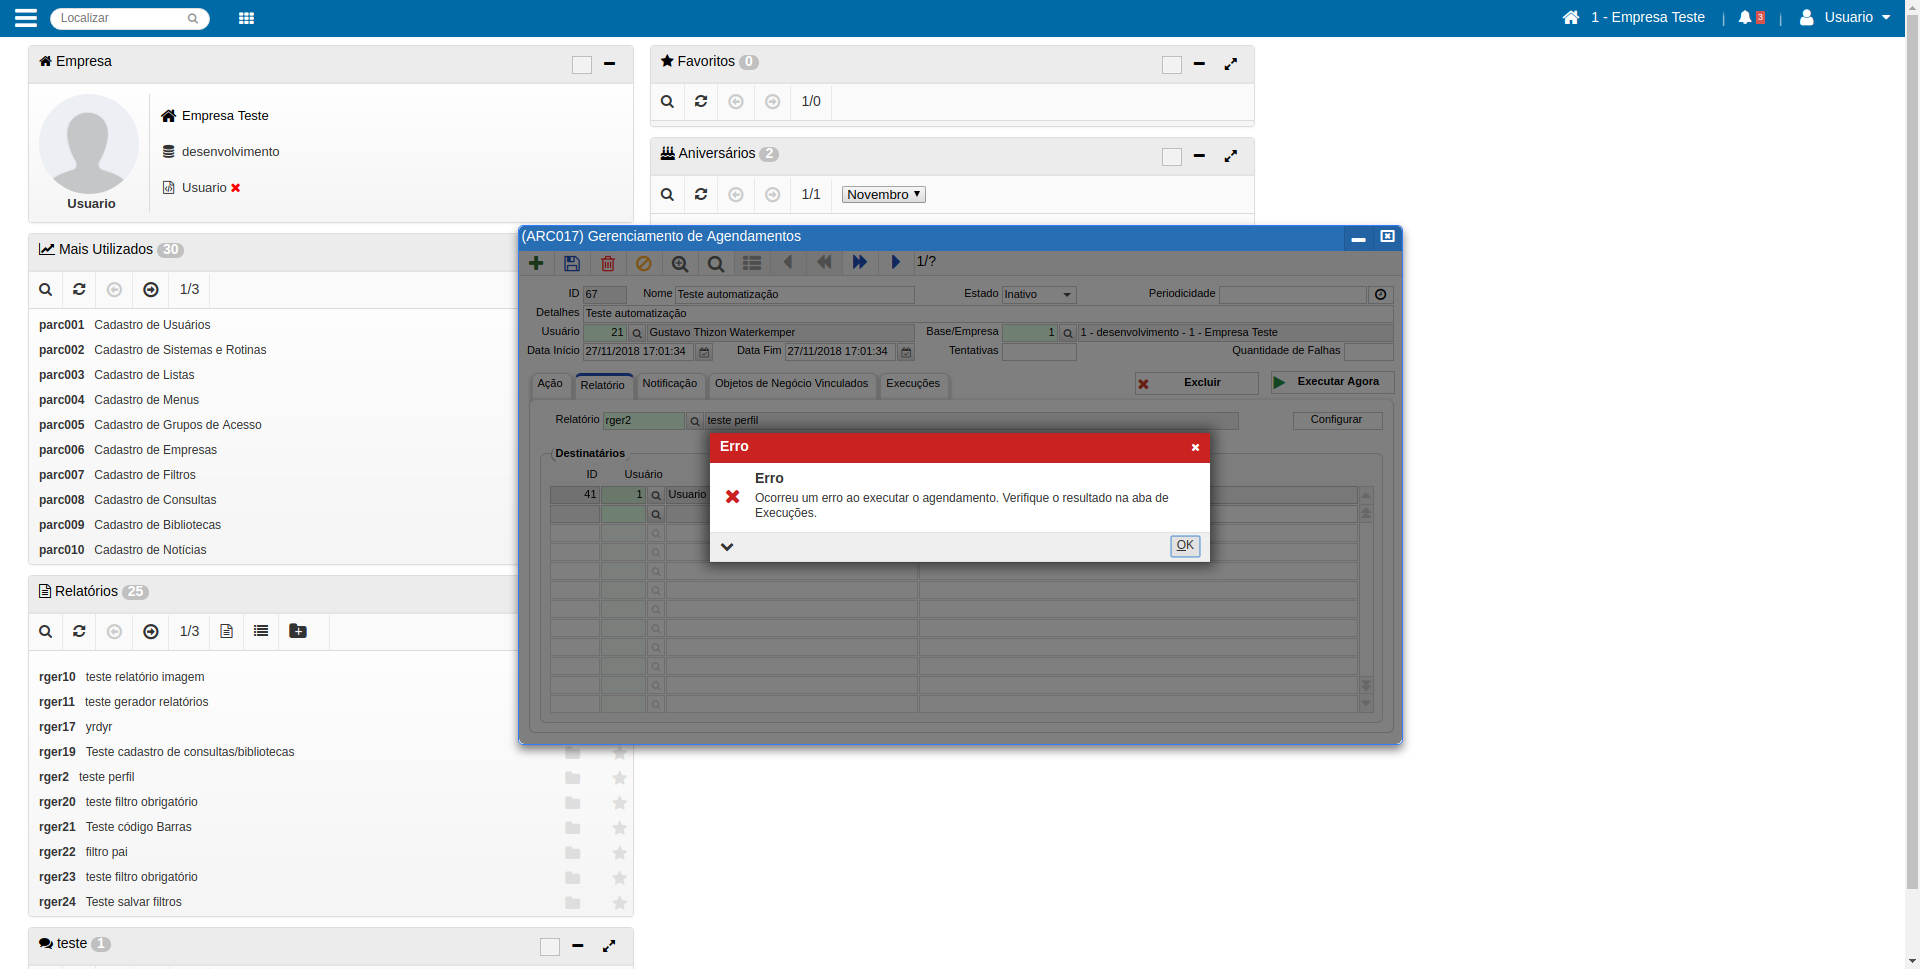 Localizar
1 - Empresa Teste
3
Usuario
Empresa
Empresa Teste
desenvolvimento
Usuario
Usuario
Favoritos 0
1/0
Aniversários 2
1/1
Novembro
Mais Utilizados 30
1/3
parc001 Cadastro de Usuários
parc002 Cadastro de Sistemas e Rotinas
parc003 Cadastro de Listas
parc004 Cadastro de Menus
parc005 Cadastro de Grupos de Acesso
parc006 Cadastro de Empresas
parc007 Cadastro de Filtros
parc008 Cadastro de Consultas
parc009 Cadastro de Bibliotecas
parc010 Cadastro de Notícias
Relatórios 25
1/3
rger10 teste relatório imagem
rger11 teste gerador relatórios
rger17 yrdyr
rger19 Teste cadastro de consultas/bibliotecas
rger2 teste perfil
rger20 teste filtro obrigatório
rger21 Teste código Barras
rger22 filtro pai
rger23 teste filtro obrigatório
rger24 Teste salvar filtros
teste 1
(ARC017) Gerenciamento de Agendamentos
1/?
ID 67 Nome Teste automatização Estado Inativo Periodicidade
Detalhes Teste automatização
Usuário 21 Gustavo Thizon Waterkemper Base/Empresa 1 1 - desenvolvimento - 1 - Empresa Teste
Data Início 27/11/2018 17:01:34 Data Fim 27/11/2018 17:01:34 Tentativas Quantidade de Falhas
Ação Relatório Notificação Objetos de Negócio Vinculados Execuções Excluir Executar Agora
Relatório rger2 teste perfil Configurar
Destinatários
ID Usuário
41 1 Usuario
Erro
Erro
Ocorreu um erro ao executar o agendamento. Verifique o resultado na aba de
Execuções.
OK